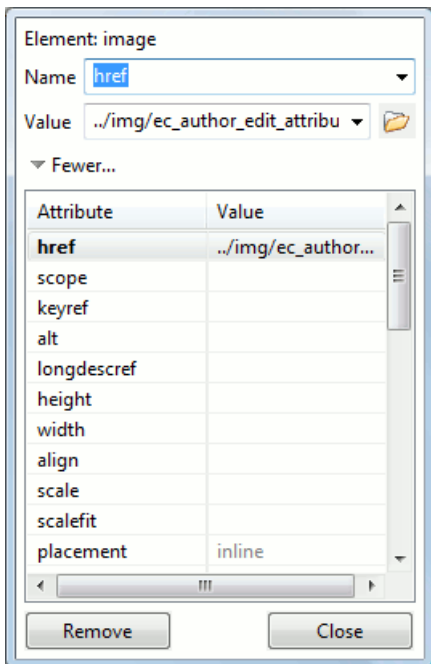 Element: image
Name href
Value ../img/ec_author_edit_attribu
Fewer...
Attribute Value
href ../img/ec_author...
scope
keyref
alt
longdescref
height
width
align
scale
scalefit
placement inline
Remove Close